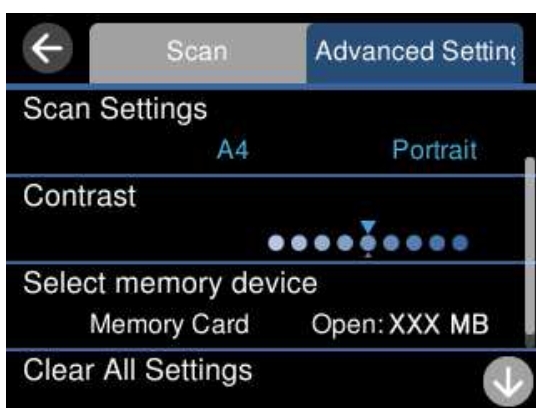 Scan
Advanced Setting
Scan Settings
A4 Portrait
Contrast
Select memory device
Memory Card Open: XXX MB
Clear All Settings